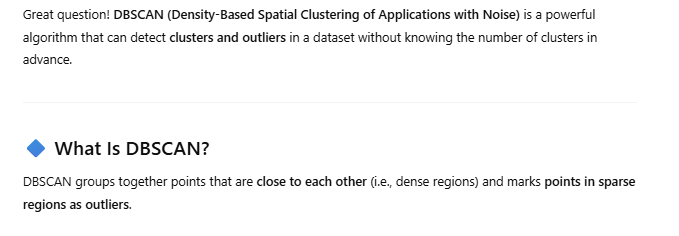 Great question! DBSCAN (Density-Based Spatial Clustering of Applications with Noise) is a powerful
algorithm that can detect clusters and outliers in a dataset without knowing the number of clusters in
advance.
What Is DBSCAN?
DBSCAN groups together points that are close to each other (i.e., dense regions) and marks points in sparse
regions as outliers.